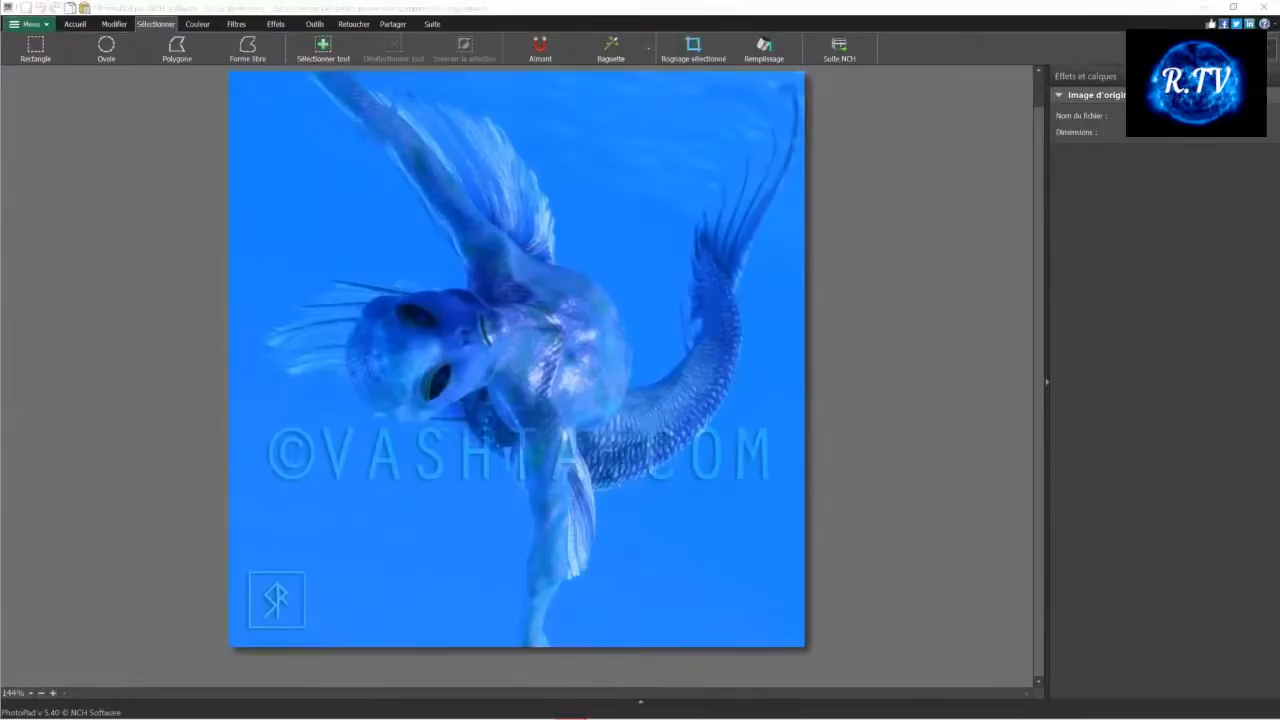 Menu Accueil Modifier Sélectionner Couleur Filtres Effets Outils Retoucher Partager Suite
Rectangle Ovale Polygone Forme libre Sélectionner tout Désélectionner tout Inverser la sélection Aimant Baguette Rognage sélectionné Remplissage Suite NCH
R.TV
Effets et calques
Image d'origi
Nom du fichier :
Dimensions :
©VASHTA COM
SR
144%
PhotoPad v 5.40 © NCH Software